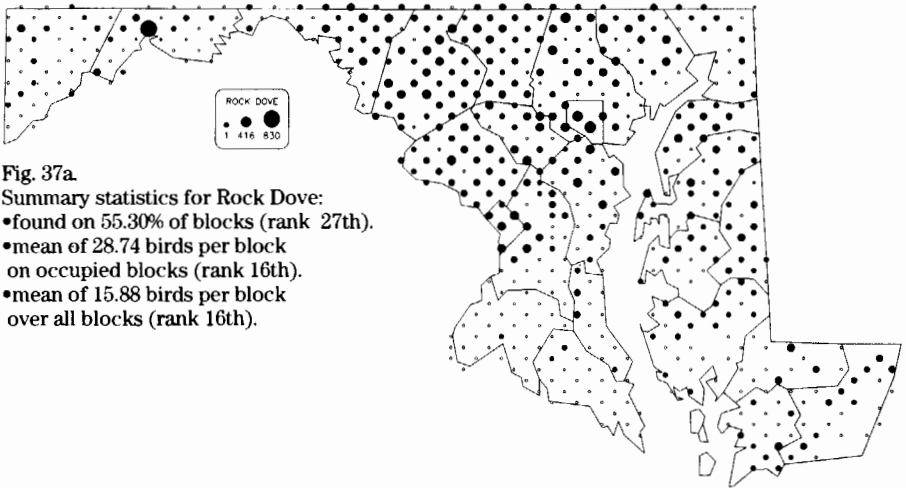 ROCK DOVE
1 416 830
Fig. 37a.
Summary statistics for Rock Dove:
•found on 55.30% of blocks (rank 27th).
•mean of 28.74 birds per block
on occupied blocks (rank 16th).
•mean of 15.88 birds per block
over all blocks (rank 16th).